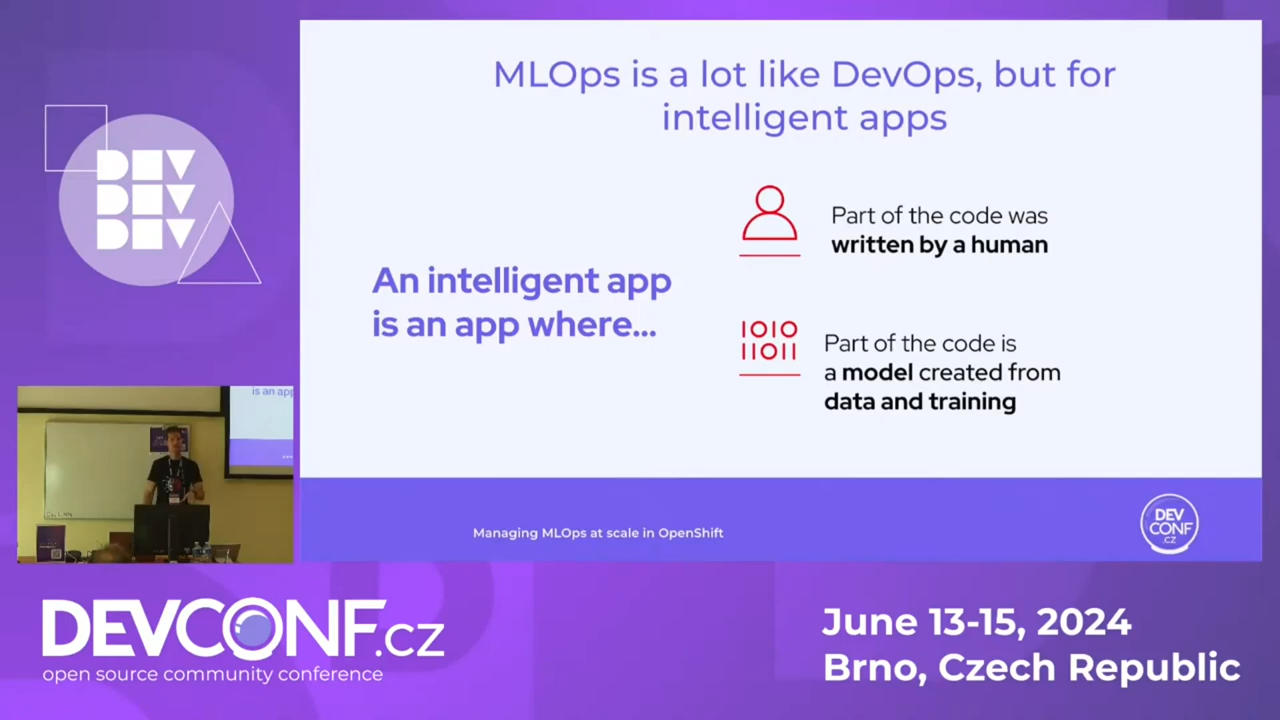 MLOps is a lot like DevOps, but for
intelligent apps
DEV
DEV
DEV
An intelligent app
is an app where...
Part of the code was
written by a human
1010
11011
Part of the code is
a model created from
data and training
is an app
Managing MLOps at scale in OpenShift
DEV
CONF
.CZ
DEVCONF.cz
open source community conference
June 13-15, 2024
Brno, Czech Republic